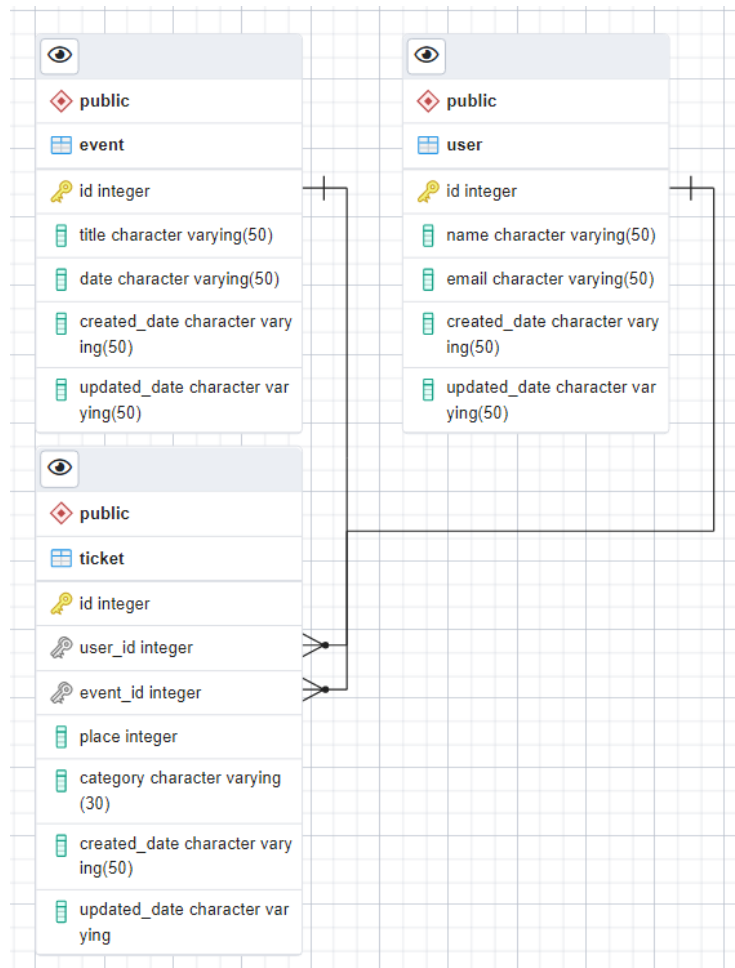 public
event
id integer
title character varying(50)
date character varying(50)
created_date character vary
ing(50)
updated_date character var
ying(50)
public
user
id integer
name character varying(50)
email character varying(50)
created_date character vary
ing(50)
updated_date character var
ying(50)
public
ticket
id integer
user_id integer
event_id integer
place integer
category character varying
(30)
created_date character vary
ing(50)
updated_date character var
ying